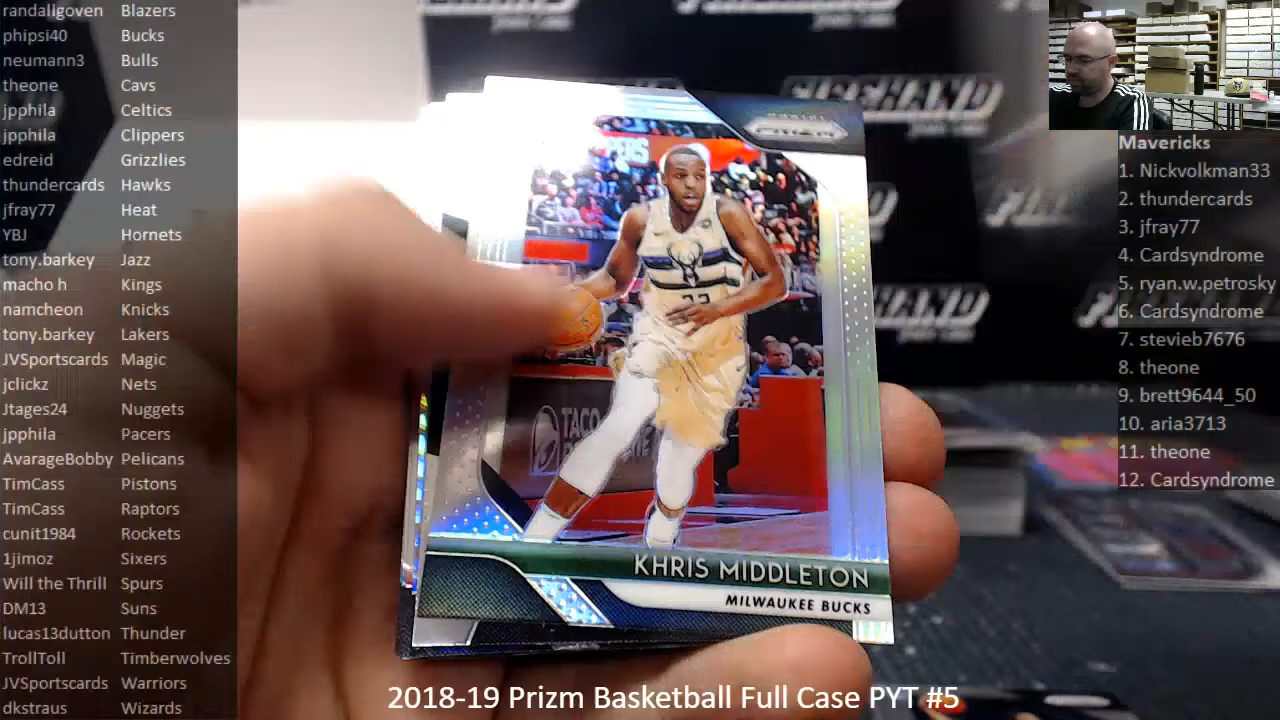 randallgoven Blazers
phipsi40 Bucks
neumann3 Bulls
theone Cavs
jpphila Celtics
jpphila Clippers
edreid Grizzlies
thundercards Hawks
jfray77 Heat
YBJ Hornets
tony.barkey Jazz
macho h Kings
namcheon Knicks
tony.barkey Lakers
JVSportscards Magic
jclickz Nets
Jtages24 Nuggets
jpphila Pacers
AvarageBobby Pelicans
TimCass Pistons
TimCass Raptors
cunit1984 Rockets
1jimoz Sixers
Will the Thrill Spurs
DM13 Suns
lucas13dutton Thunder
TrollToll Timberwolves
JVSportscards Warriors
dkstraus Wizards
PANINI
PRIZM
TACO
KHRIS MIDDLETON
MILWAUKEE BUCKS
Mavericks
1. Nickvolkman33
2. thundercards
3. jfray77
4. Cardsyndrome
5. ryan.w.petrosky
6. Cardsyndrome
7. stevieb7676
8. theone
9. brett9644_50
10. aria3713
11. theone
12. Cardsyndrome
2018-19 Prizm Basketball Full Case PYT #5